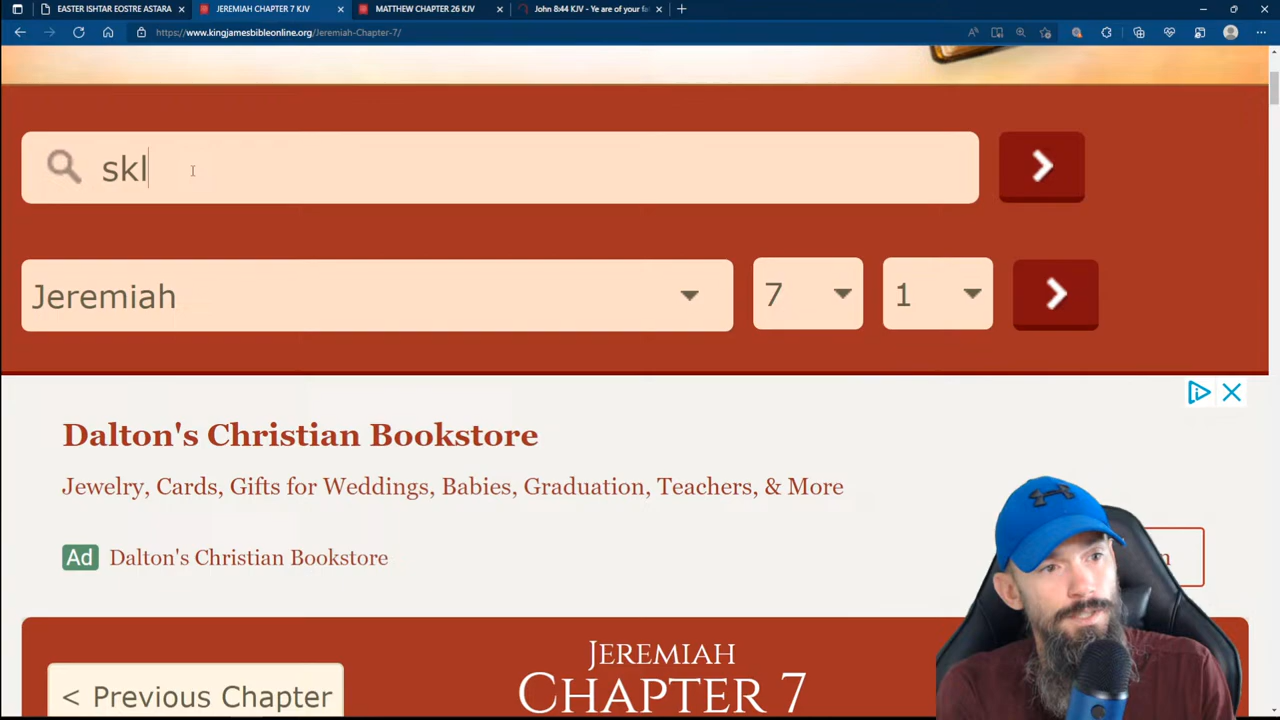 EASTER ISHTAR EOSTRE ASTARA
JEREMIAH CHAPTER 7 KJV
MATTHEW CHAPTER 26 KJV
John 8:44 KJV - Ye are of your fa
https://www.kingjamesbibleonline.org/Jeremiah-Chapter-7/
skl
Jeremiah
7
1
Dalton's Christian Bookstore
Jewelry, Cards, Gifts for Weddings, Babies, Graduation, Teachers, & More
Ad
Dalton's Christian Bookstore
JEREMIAH
CHAPTER 7
< Previous Chapter